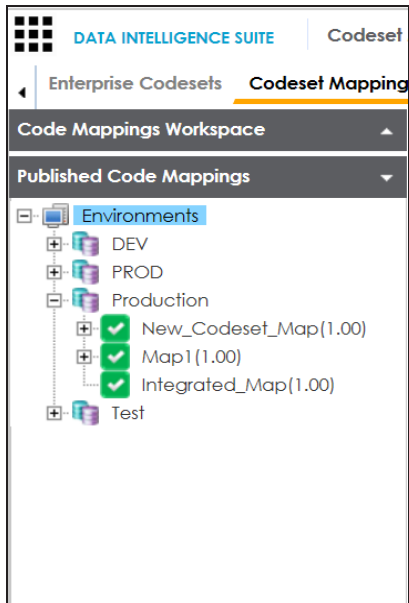 DATA INTELLIGENCE SUITE Codeset
Enterprise Codesets Codeset Mapping
Code Mappings Workspace
Published Code Mappings
Environments
DEV
PROD
Production
New_Codeset_Map(1.00)
Map1(1.00)
Integrated_Map(1.00)
Test